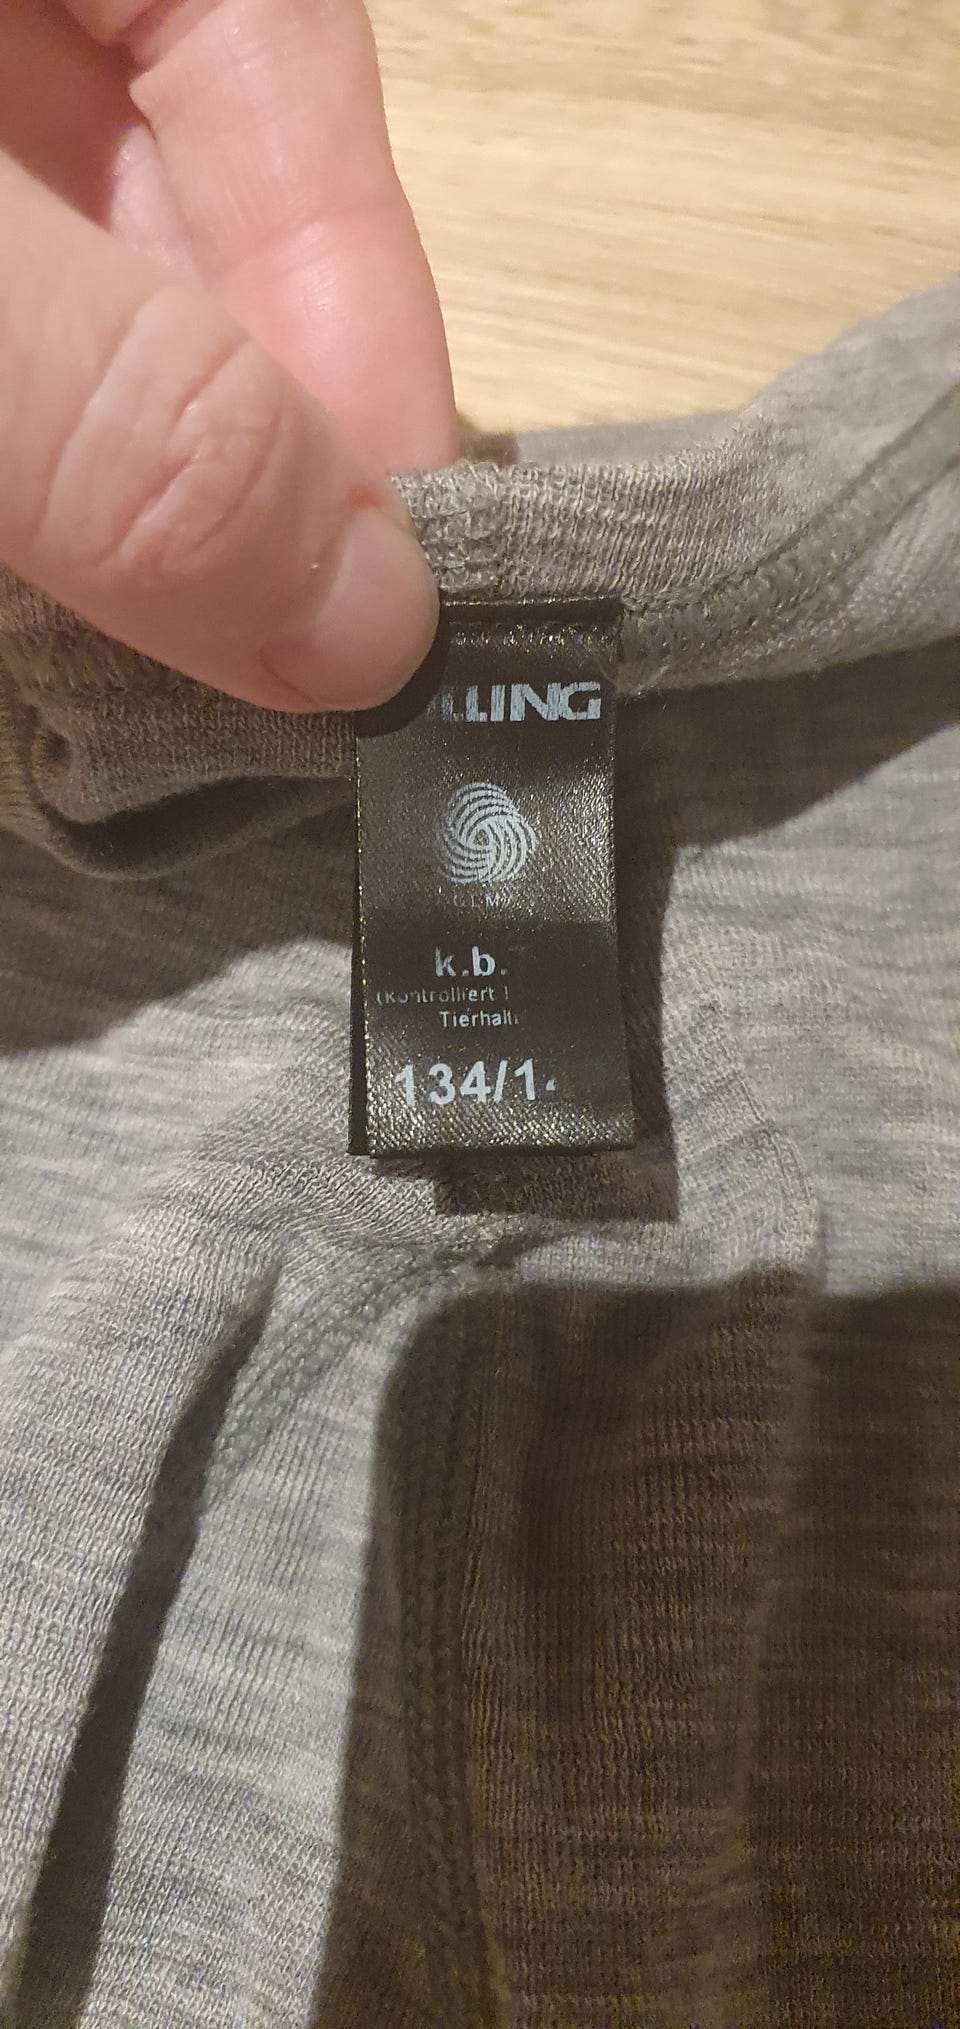 LLING
k.b.
(kontrolliert
Tierhalt
134/1